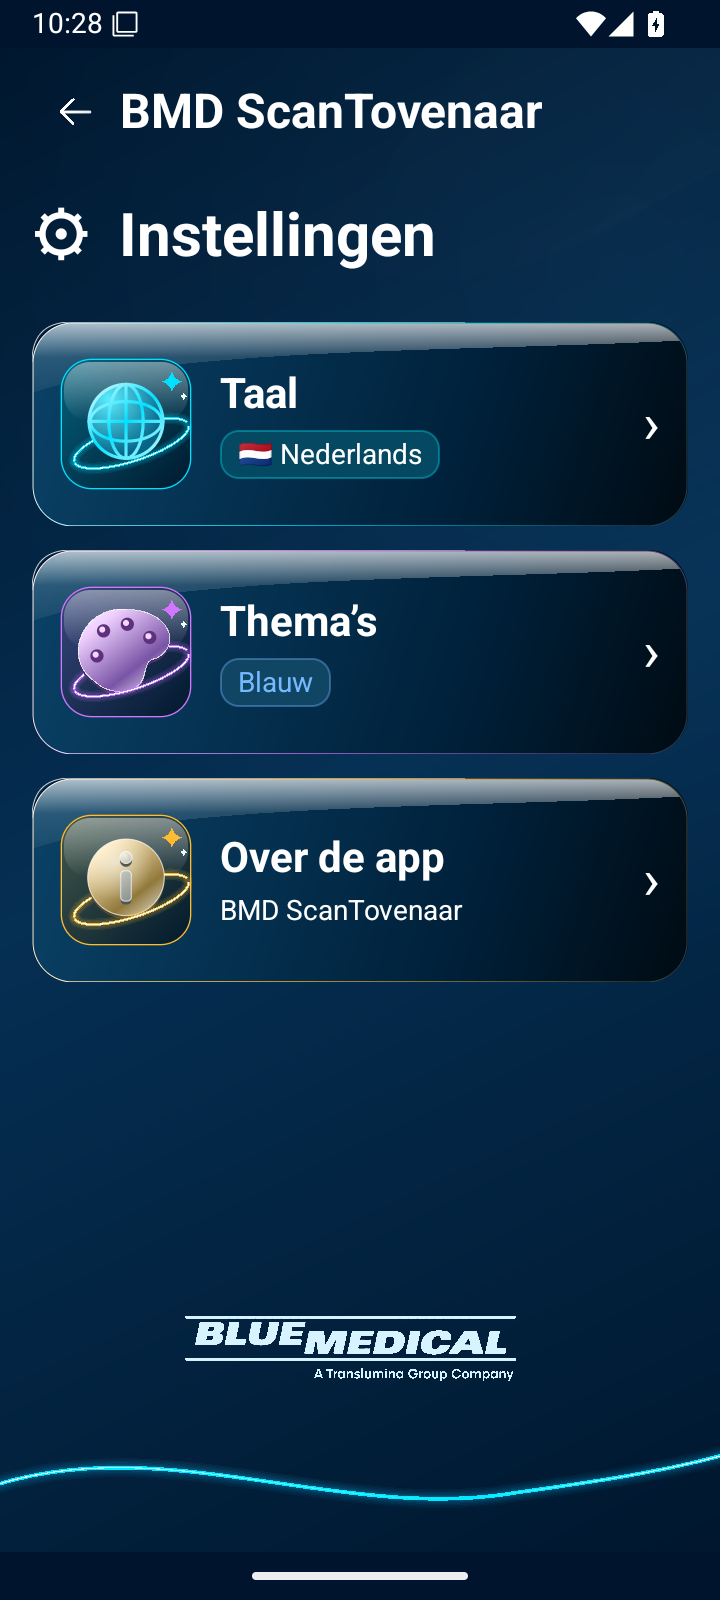 10:28
BMD ScanTovenaar
Instellingen
Taal
Nederlands
Thema’s
Blauw
Over de app
BMD ScanTovenaar
BLUEMEDICAL
A Translumina Group Company